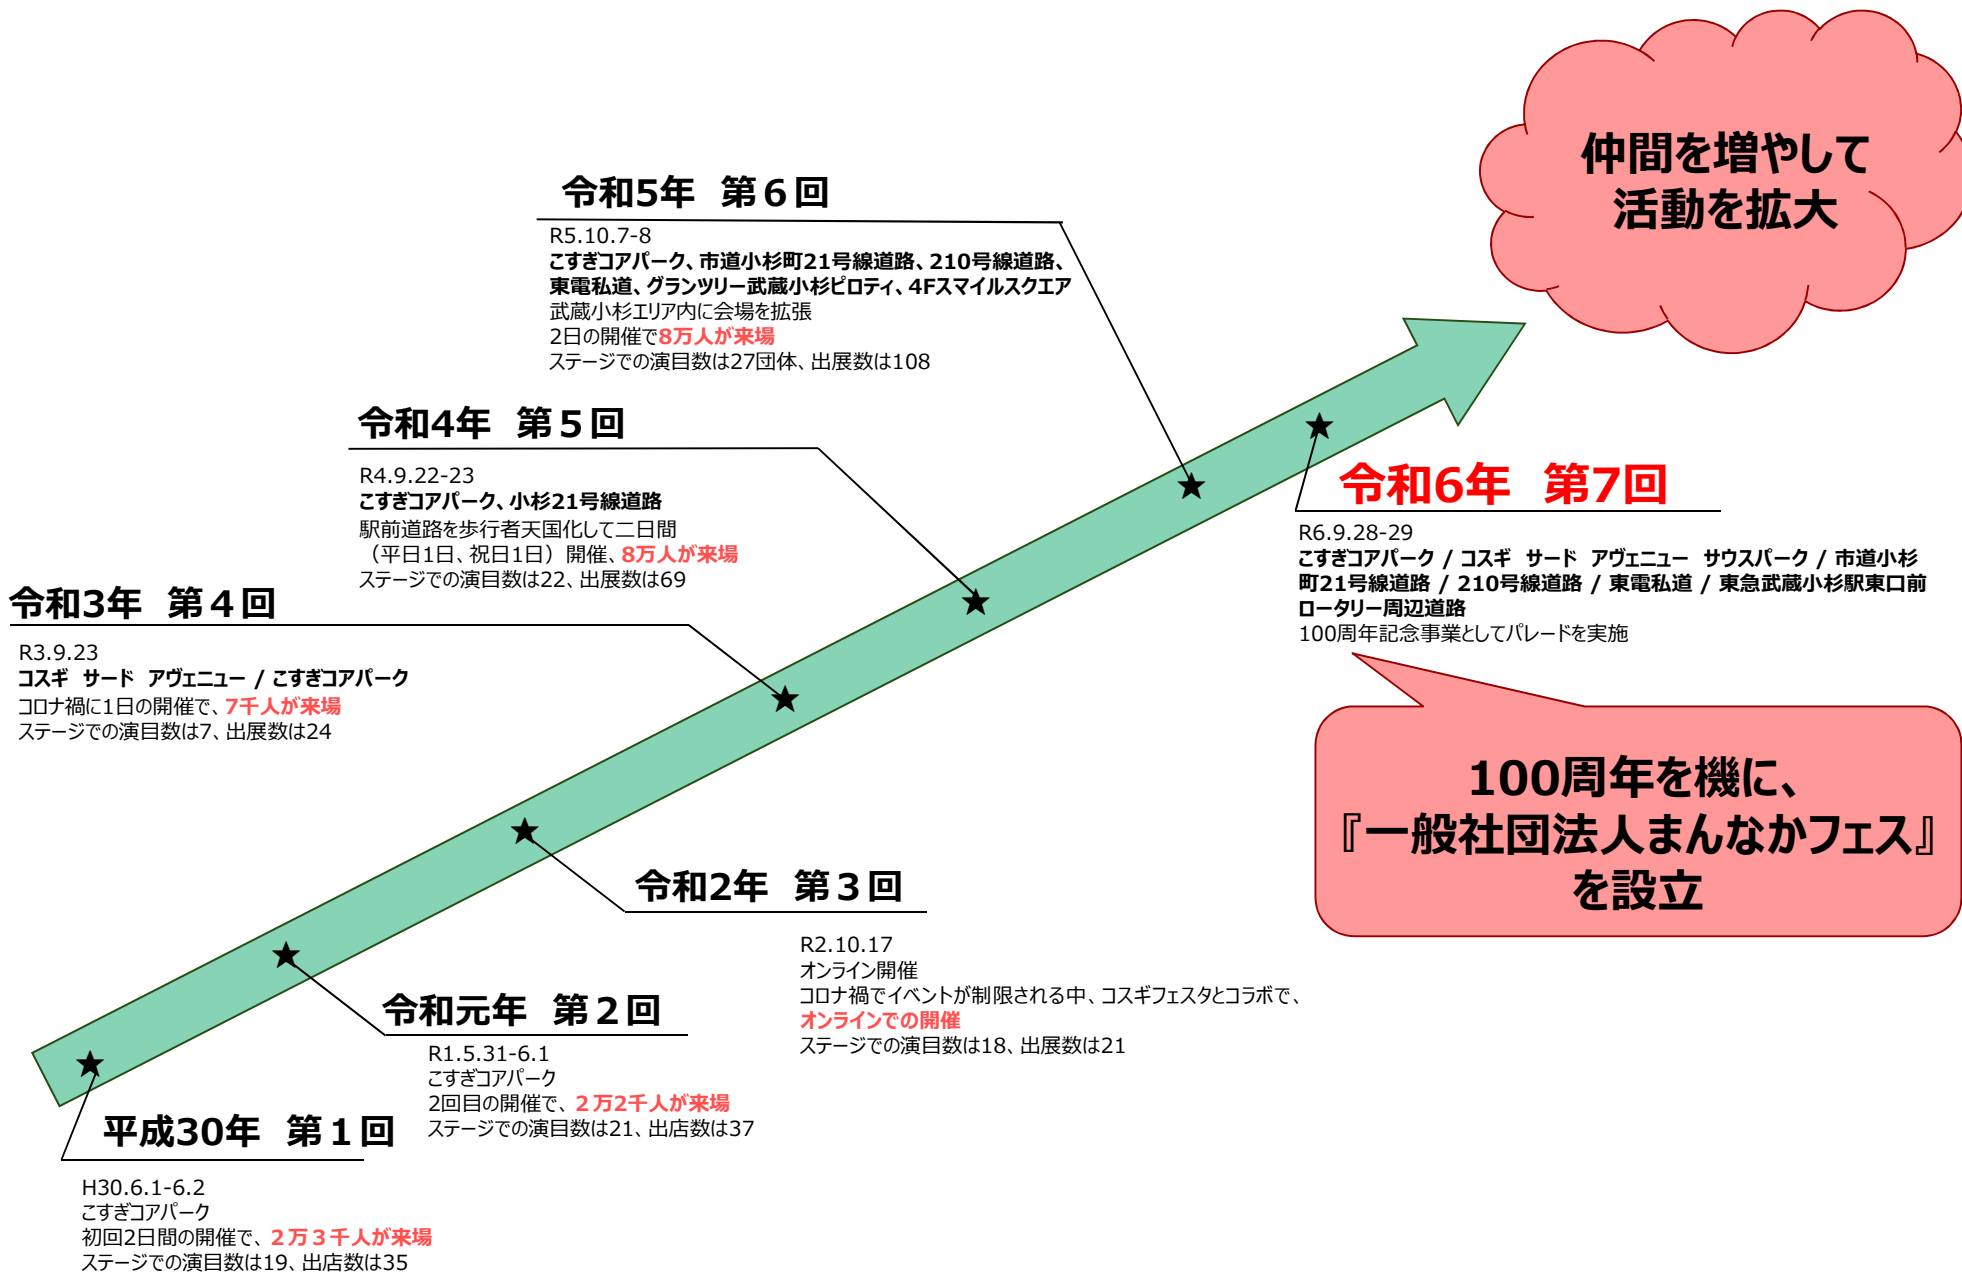 仲間を増やして
活動を拡大
令和5年 第６回
R5.10.7-8
こすぎコアパーク、市道小杉町21号線道路、210号線道路、
東電私道、グランツリー武蔵小杉ピロティ、4Fスマイルスクエア
武蔵小杉エリア内に会場を拡張
2日の開催で8万人が来場
ステージでの演目数は27団体、出展数は108
令和4年 第５回
R4.9.22-23
こすぎコアパーク、小杉21号線道路
駅前道路を歩行者天国化して二日間
（平日1日、祝日1日）開催、8万人が来場
ステージでの演目数は22、出展数は69
令和6年 第7回
R6.9.28-29
こすぎコアパーク / コスギ サード アヴェニュー サウスパーク / 市道小杉
町21号線道路 / 210号線道路 / 東電私道 / 東急武蔵小杉駅東口前
ロータリー周辺道路
100周年記念事業としてパレードを実施
令和3年 第４回
R3.9.23
コスギ サード アヴェニュー / こすぎコアパーク
コロナ禍に1日の開催で、7千人が来場
ステージでの演目数は7、出展数は24
100周年を機に、
『一般社団法人まんなかフェス』
を設立
令和2年 第３回
R2.10.17
オンライン開催
コロナ禍でイベントが制限される中、コスギフェスタとコラボで、
オンラインでの開催
ステージでの演目数は18、出展数は21
令和元年 第２回
R1.5.31-6.1
こすぎコアパーク
2回目の開催で、２万2千人が来場
ステージでの演目数は21、出店数は37
平成30年 第１回
H30.6.1-6.2
こすぎコアパーク
初回2日間の開催で、２万３千人が来場
ステージでの演目数は19、出店数は35